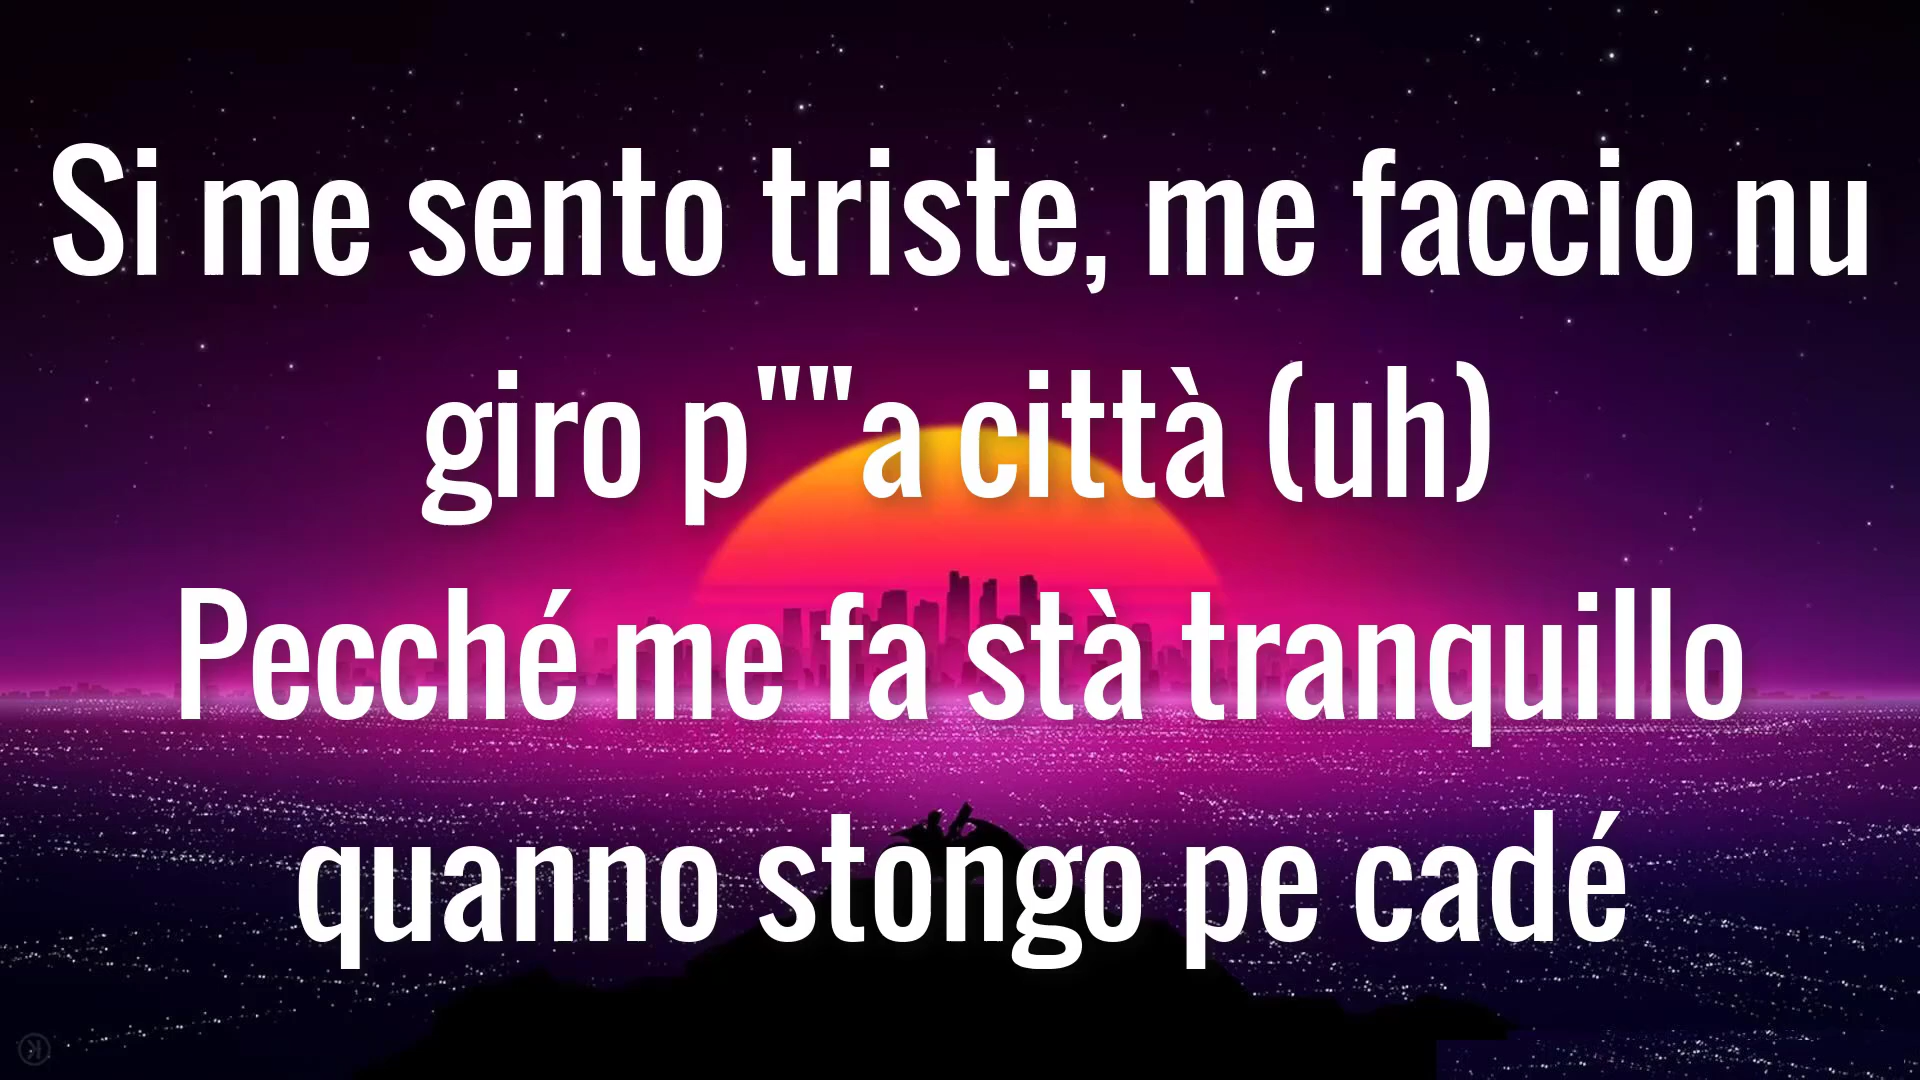 Si me sento triste, me faccio nu
giro p""a città (uh)
Pecché me fa stà tranquillo
quanno stongo pe cadé